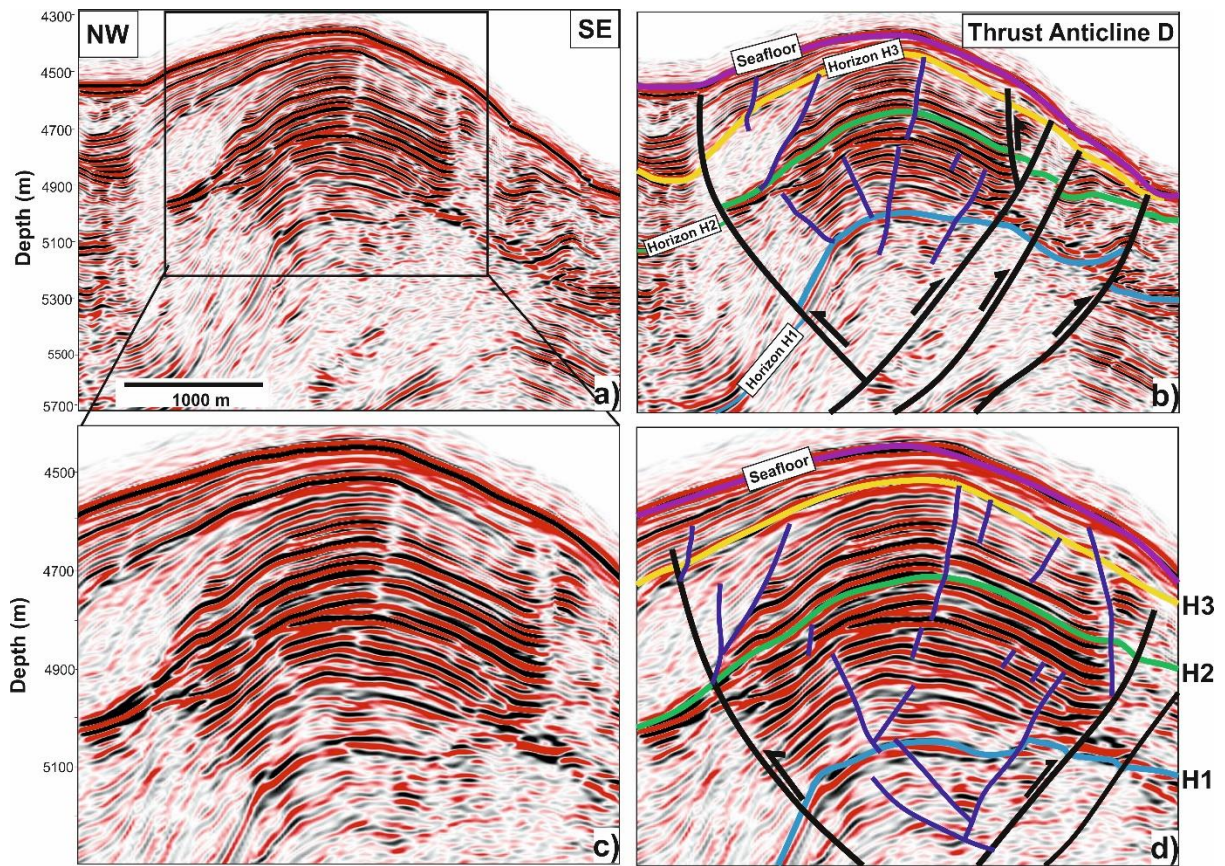 4300
4500
4700
4900
5100
5300
5500
5700
Depth (m)
NW
SE
1000 m
a)
Thrust Anticline D
Seafloor
Horizon H3
Horizon H2
Horizon H1
b)
4500
4700
4900
5100
Depth (m)
c)
Seafloor
H3
H2
H1
d)